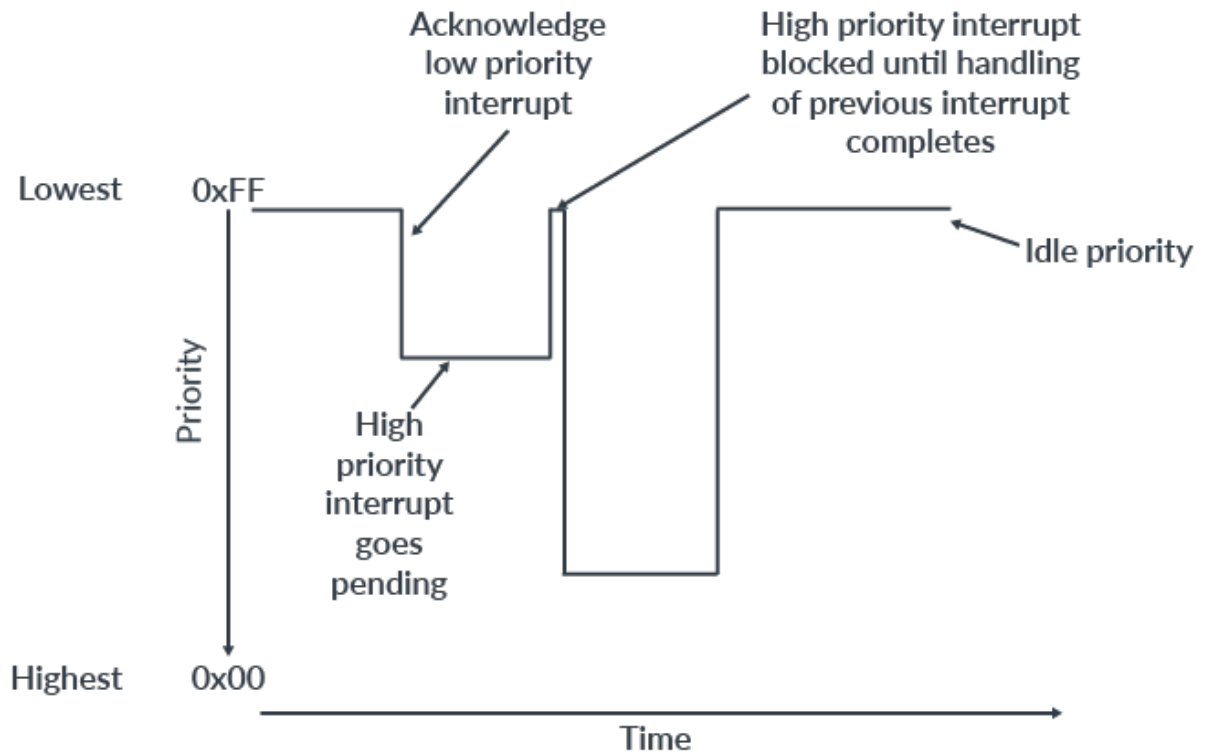 Acknowledge
low priority
interrupt
High priority interrupt
blocked until handling
of previous interrupt
completes
Lowest
0xFF
Idle priority
Priority
High
priority
interrupt
goes
pending
Highest
0x00
Time